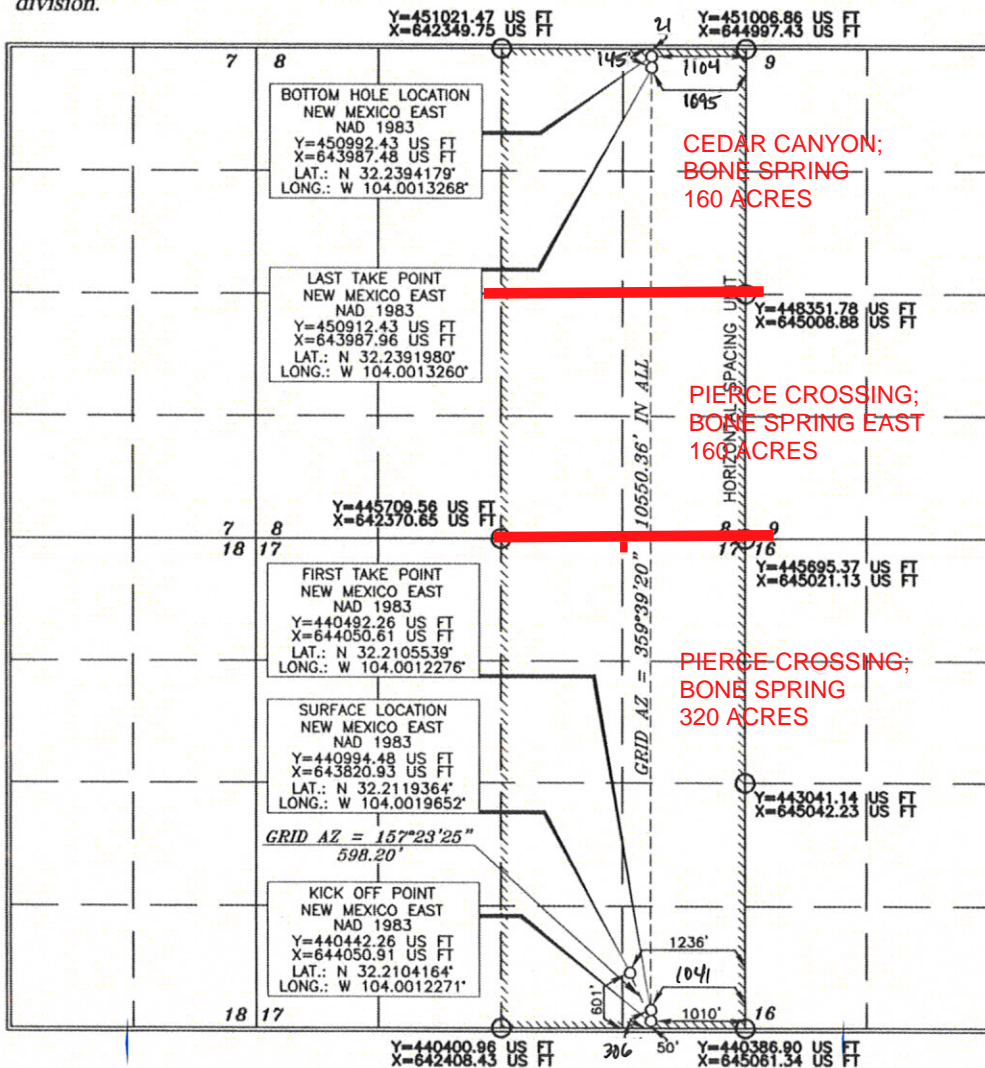 division.
Y=451021.47 US FT
X=642349.75 US FT
Y=451006.86 US FT
X=644997.43 US FT
21
7 8
145'
1104
9
1095
BOTTOM HOLE LOCATION
NEW MEXICO EAST
NAD 1983
Y=450992.43 US FT
X=643987.48 US FT
LAT.: N 32.2394179°
LONG.: W 104.0013268°
CEDAR CANYON;
BONE SPRING
160 ACRES
LAST TAKE POINT
NEW MEXICO EAST
NAD 1983
Y=450912.43 US FT
X=643987.96 US FT
LAT.: N 32.2391980°
LONG.: W 104.0013260°
Y=448351.78 US FT
X=645008.88 US FT
HORIZONTAL SPACING UNIT
10550.36' IN ALL
GRID AZ = 359°39'20"
PIERCE CROSSING;
BONE SPRING EAST
160 ACRES
Y=445709.56 US FT
X=642370.65 US FT
7 8
8 9
18 17
17 16
Y=445695.37 US FT
X=645021.13 US FT
FIRST TAKE POINT
NEW MEXICO EAST
NAD 1983
Y=440492.26 US FT
X=644050.61 US FT
LAT.: N 32.2105539°
LONG.: W 104.0012276°
PIERCE CROSSING;
BONE SPRING
320 ACRES
SURFACE LOCATION
NEW MEXICO EAST
NAD 1983
Y=440994.48 US FT
X=643820.93 US FT
LAT.: N 32.2119364°
LONG.: W 104.0019652°
Y=443041.14 US FT
X=645042.23 US FT
GRID AZ = 157°23'25"
598.20'
KICK OFF POINT
NEW MEXICO EAST
NAD 1983
Y=440442.26 US FT
X=644050.91 US FT
LAT.: N 32.2104164°
LONG.: W 104.0012271°
1236'
1041
601'
1010'
18 17
16
306
50'
Y=440400.96 US FT
X=642408.43 US FT
Y=440386.90 US FT
X=645061.34 US FT